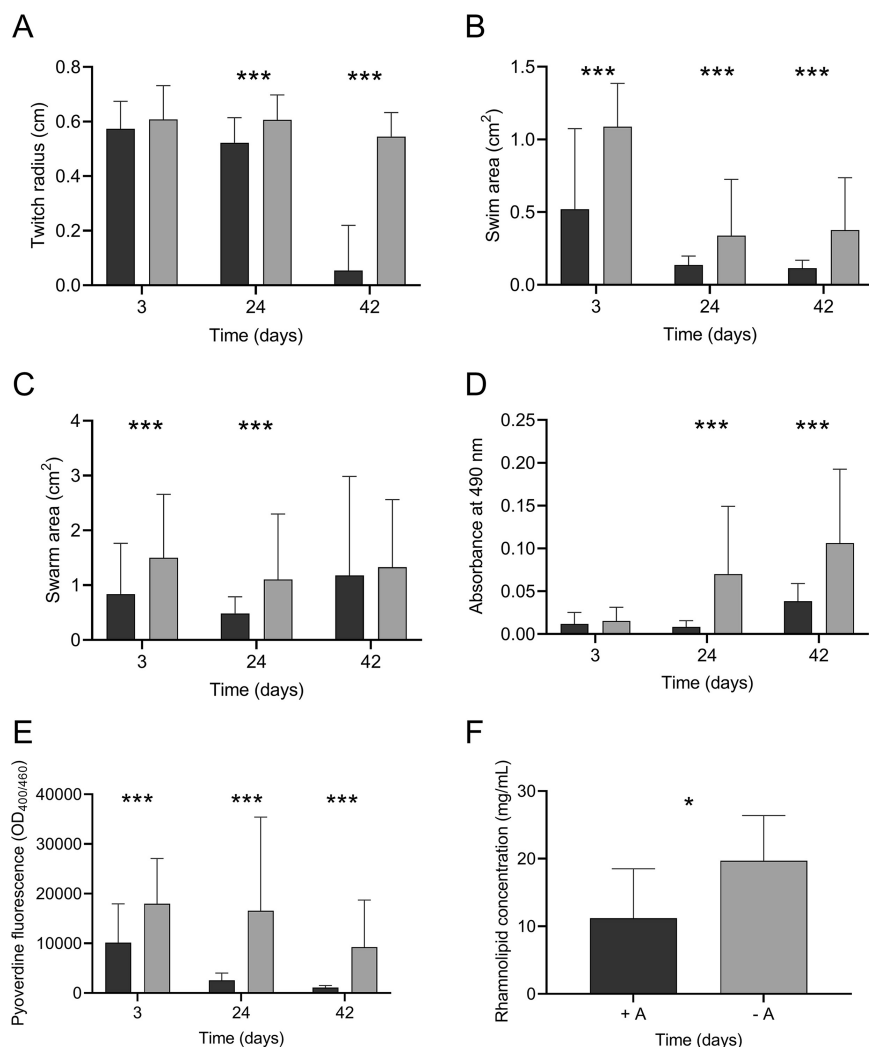 A
Twitch radius (cm)
0.8
0.6
0.4
0.2
0.0
***
***
3
24
42
Time (days)
B
Swim area (cm²)
1.5
1.0
0.5
0.0
***
***
***
3
24
42
Time (days)
C
Swarm area (cm²)
4
3
2
1
0
***
***
3
24
42
Time (days)
D
Absorbance at 490 nm
0.25
0.20
0.15
0.10
0.05
0.00
***
***
3
24
42
Time (days)
E
Pyoverdine fluorescence (OD400/460)
40000
30000
20000
10000
0
***
***
***
3
24
42
Time (days)
F
Rhamnolipid concentration (mg/mL)
30
20
10
0
*
+ A
- A
Time (days)